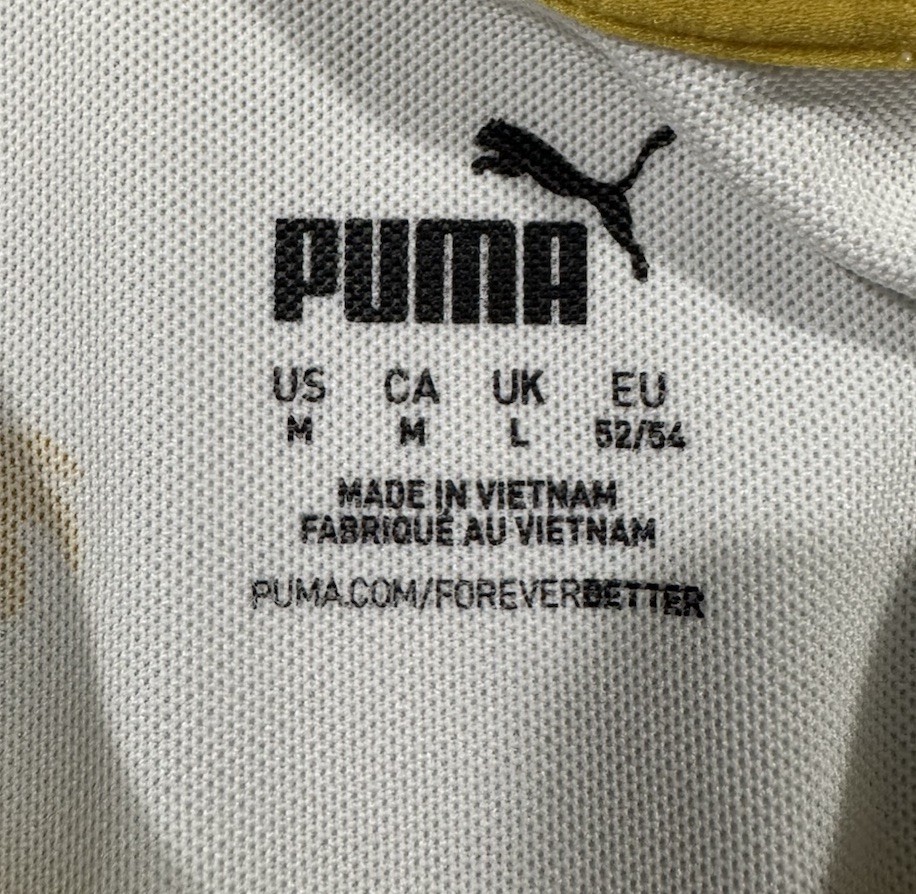 PUMA
US CA UK EU
M M L 52/54
MADE IN VIETNAM
FABRIQUÉ AU VIETNAM
PUMA.COM/FOREVERBETTER